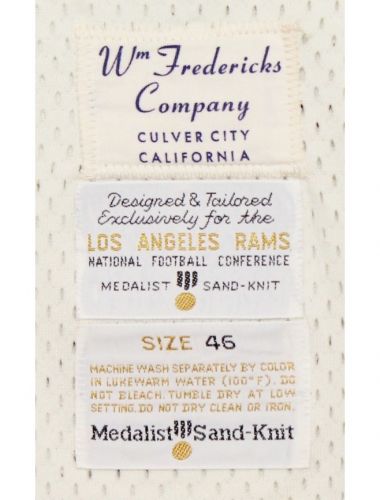 Wm Fredericks
Company
CULVER CITY
CALIFORNIA
Designed & Tailored
Exclusively for the
LOS ANGELES RAMS
NATIONAL FOOTBALL CONFERENCE
MEDALIST SAND-KNIT
SIZE 46
MACHINE WASH SEPARATELY BY COLOR
IN LUKEWARM WATER (100°F). DO
NOT BLEACH. TUMBLE DRY AT LOW
SETTING. DO NOT DRY CLEAN OR IRON.
Medalist Sand-Knit